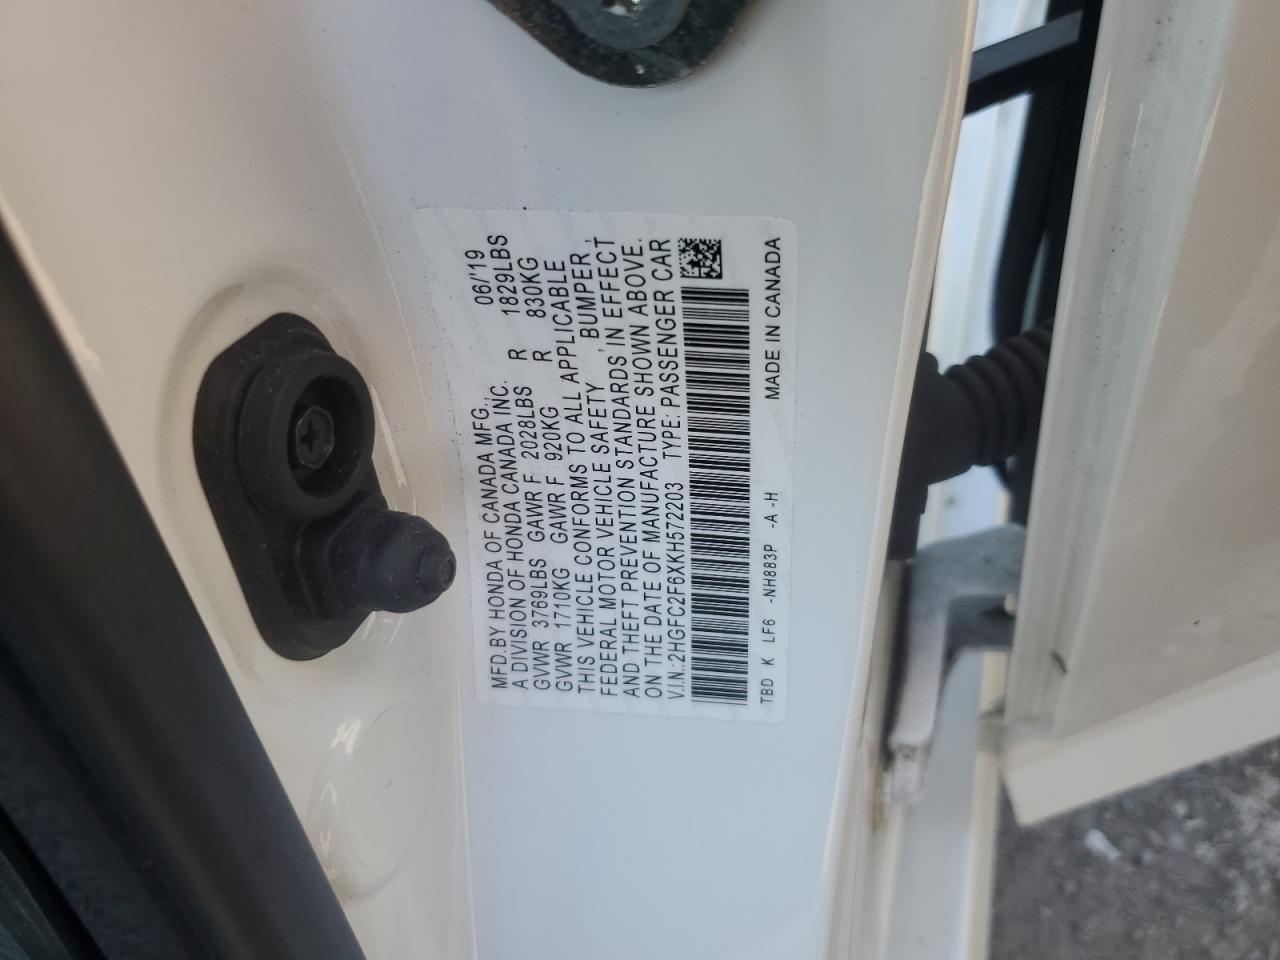 MFD.BY HONDA OF CANADA MFG., 06/'19
A DIVISION OF HONDA CANADA INC.
GVWR 3769LBS GAWR F 2028LBS R 1829LBS
GVWR 1710KG GAWR F 920KG R 830KG
THIS VEHICLE CONFORMS TO ALL APPLICABLE
FEDERAL MOTOR VEHICLE SAFETY , BUMPER ,
AND THEFT PREVENTION STANDARDS IN EFFECT
ON THE DATE OF MANUFACTURE SHOWN ABOVE.
V.I.N.:2HGFC2F6XKH572203 TYPE: PASSENGER CAR
TBD K LF6 -NH883P -A -H MADE IN CANADA